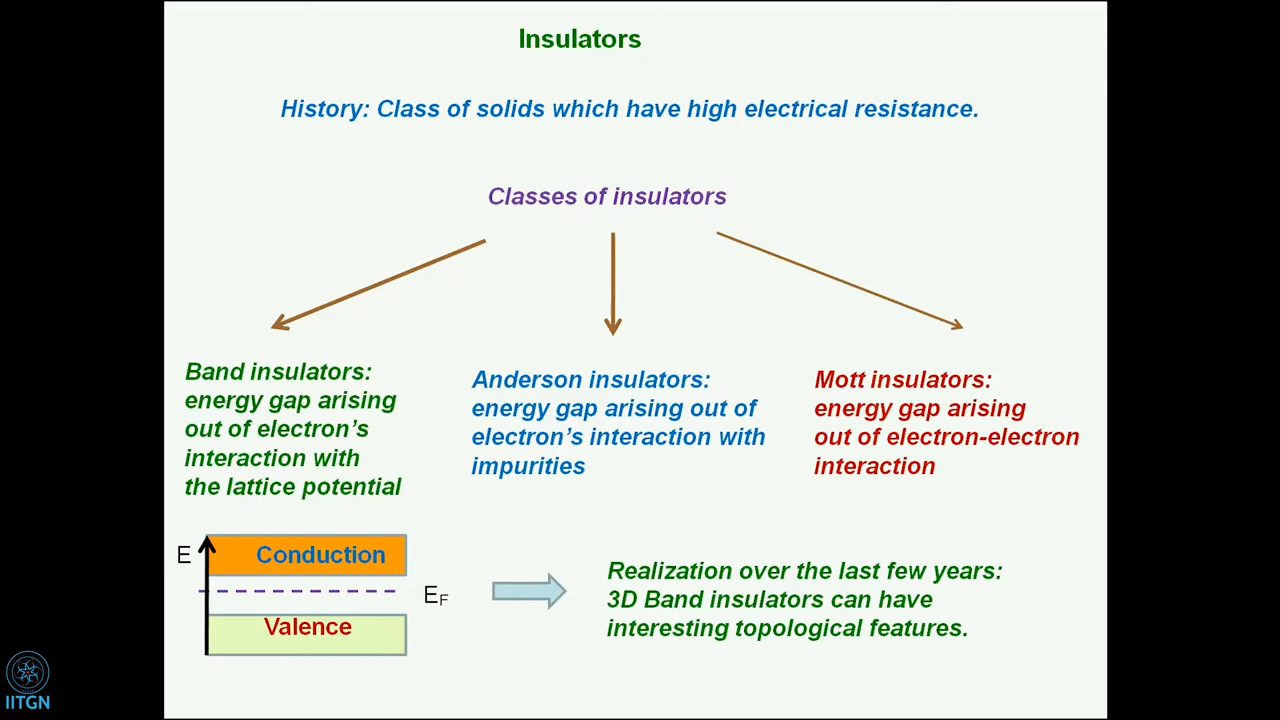 Insulators
History: Class of solids which have high electrical resistance.
Classes of insulators
Band insulators:
energy gap arising
out of electron’s
interaction with
the lattice potential
Anderson insulators:
energy gap arising out of
electron’s interaction with
impurities
Mott insulators:
energy gap arising
out of electron-electron
interaction
E
Conduction
EF
Valence
Realization over the last few years:
3D Band insulators can have
interesting topological features.
IITGN